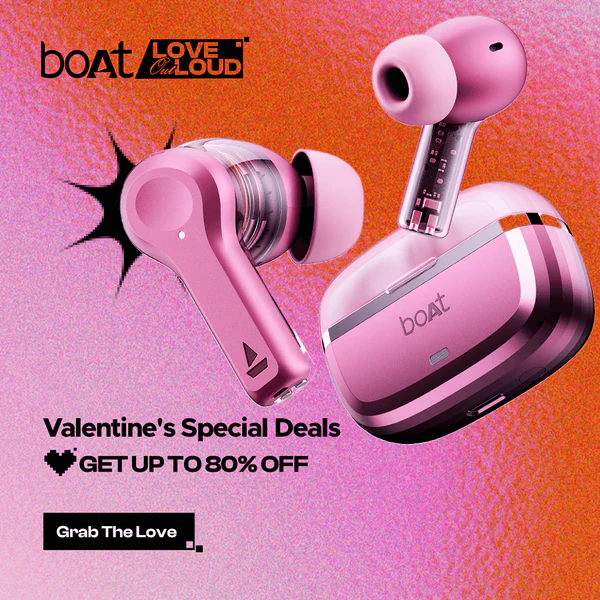 boAt LOVE
Out LOUD
boAt
Valentine's Special Deals
GET UP TO 80% OFF
Grab The Love